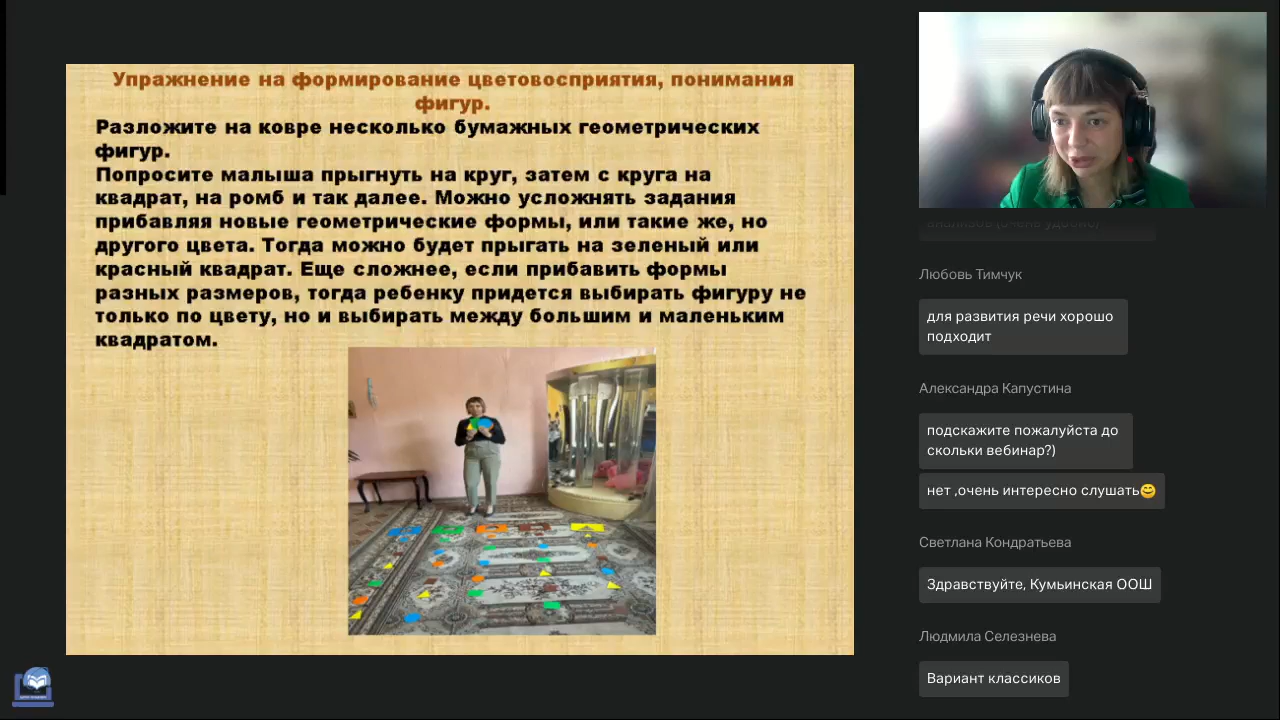 Упражнение на формирование цветовосприятия, понимания
фигур.
Разложите на ковре несколько бумажных геометрических
фигур.
Попросите малыша прыгнуть на круг, затем с круга на
квадрат, на ромб и так далее. Можно усложнять задания
прибавляя новые геометрические формы, или такие же, но
другого цвета. Тогда можно будет прыгать на зеленый или
красный квадрат. Еще сложнее, если прибавить формы
разных размеров, тогда ребенку придется выбирать фигуру не
только по цвету, но и выбирать между большим и маленьким
квадратом.
Любовь Тимчук
для развития речи хорошо
подходит
Александра Капустина
подскажите пожалуйста до
скольки вебинар?)
нет ,очень интересно слушать😊
Светлана Кондратьева
Здравствуйте, Кумьинская ООШ
Людмила Селезнева
Вариант классиков